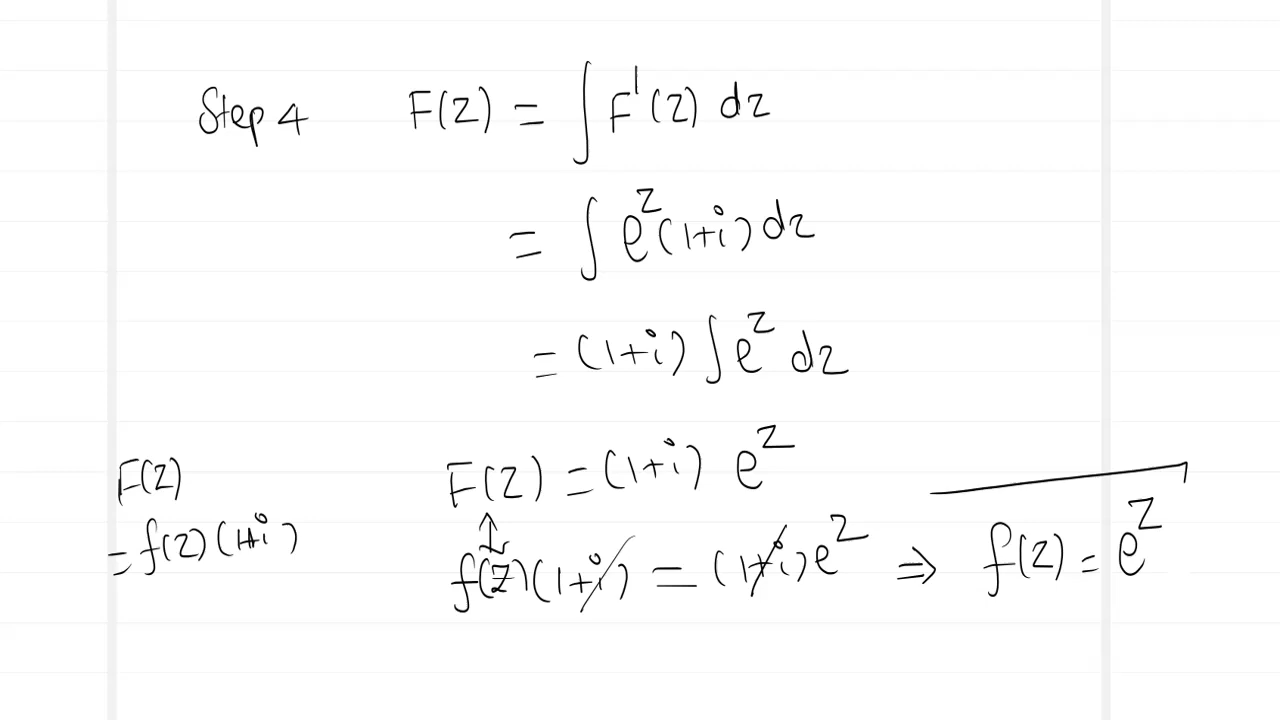 Step 4 F(z) = ∫ F'(z) dz
= ∫ e^z (1+i) dz
= (1+i) ∫ e^z dz
F(z) = (1+i) e^z
F(z)
= f(z) (1+i)
f(z) (1+i) = (1+i) e^z ⇒ f(z) = e^z